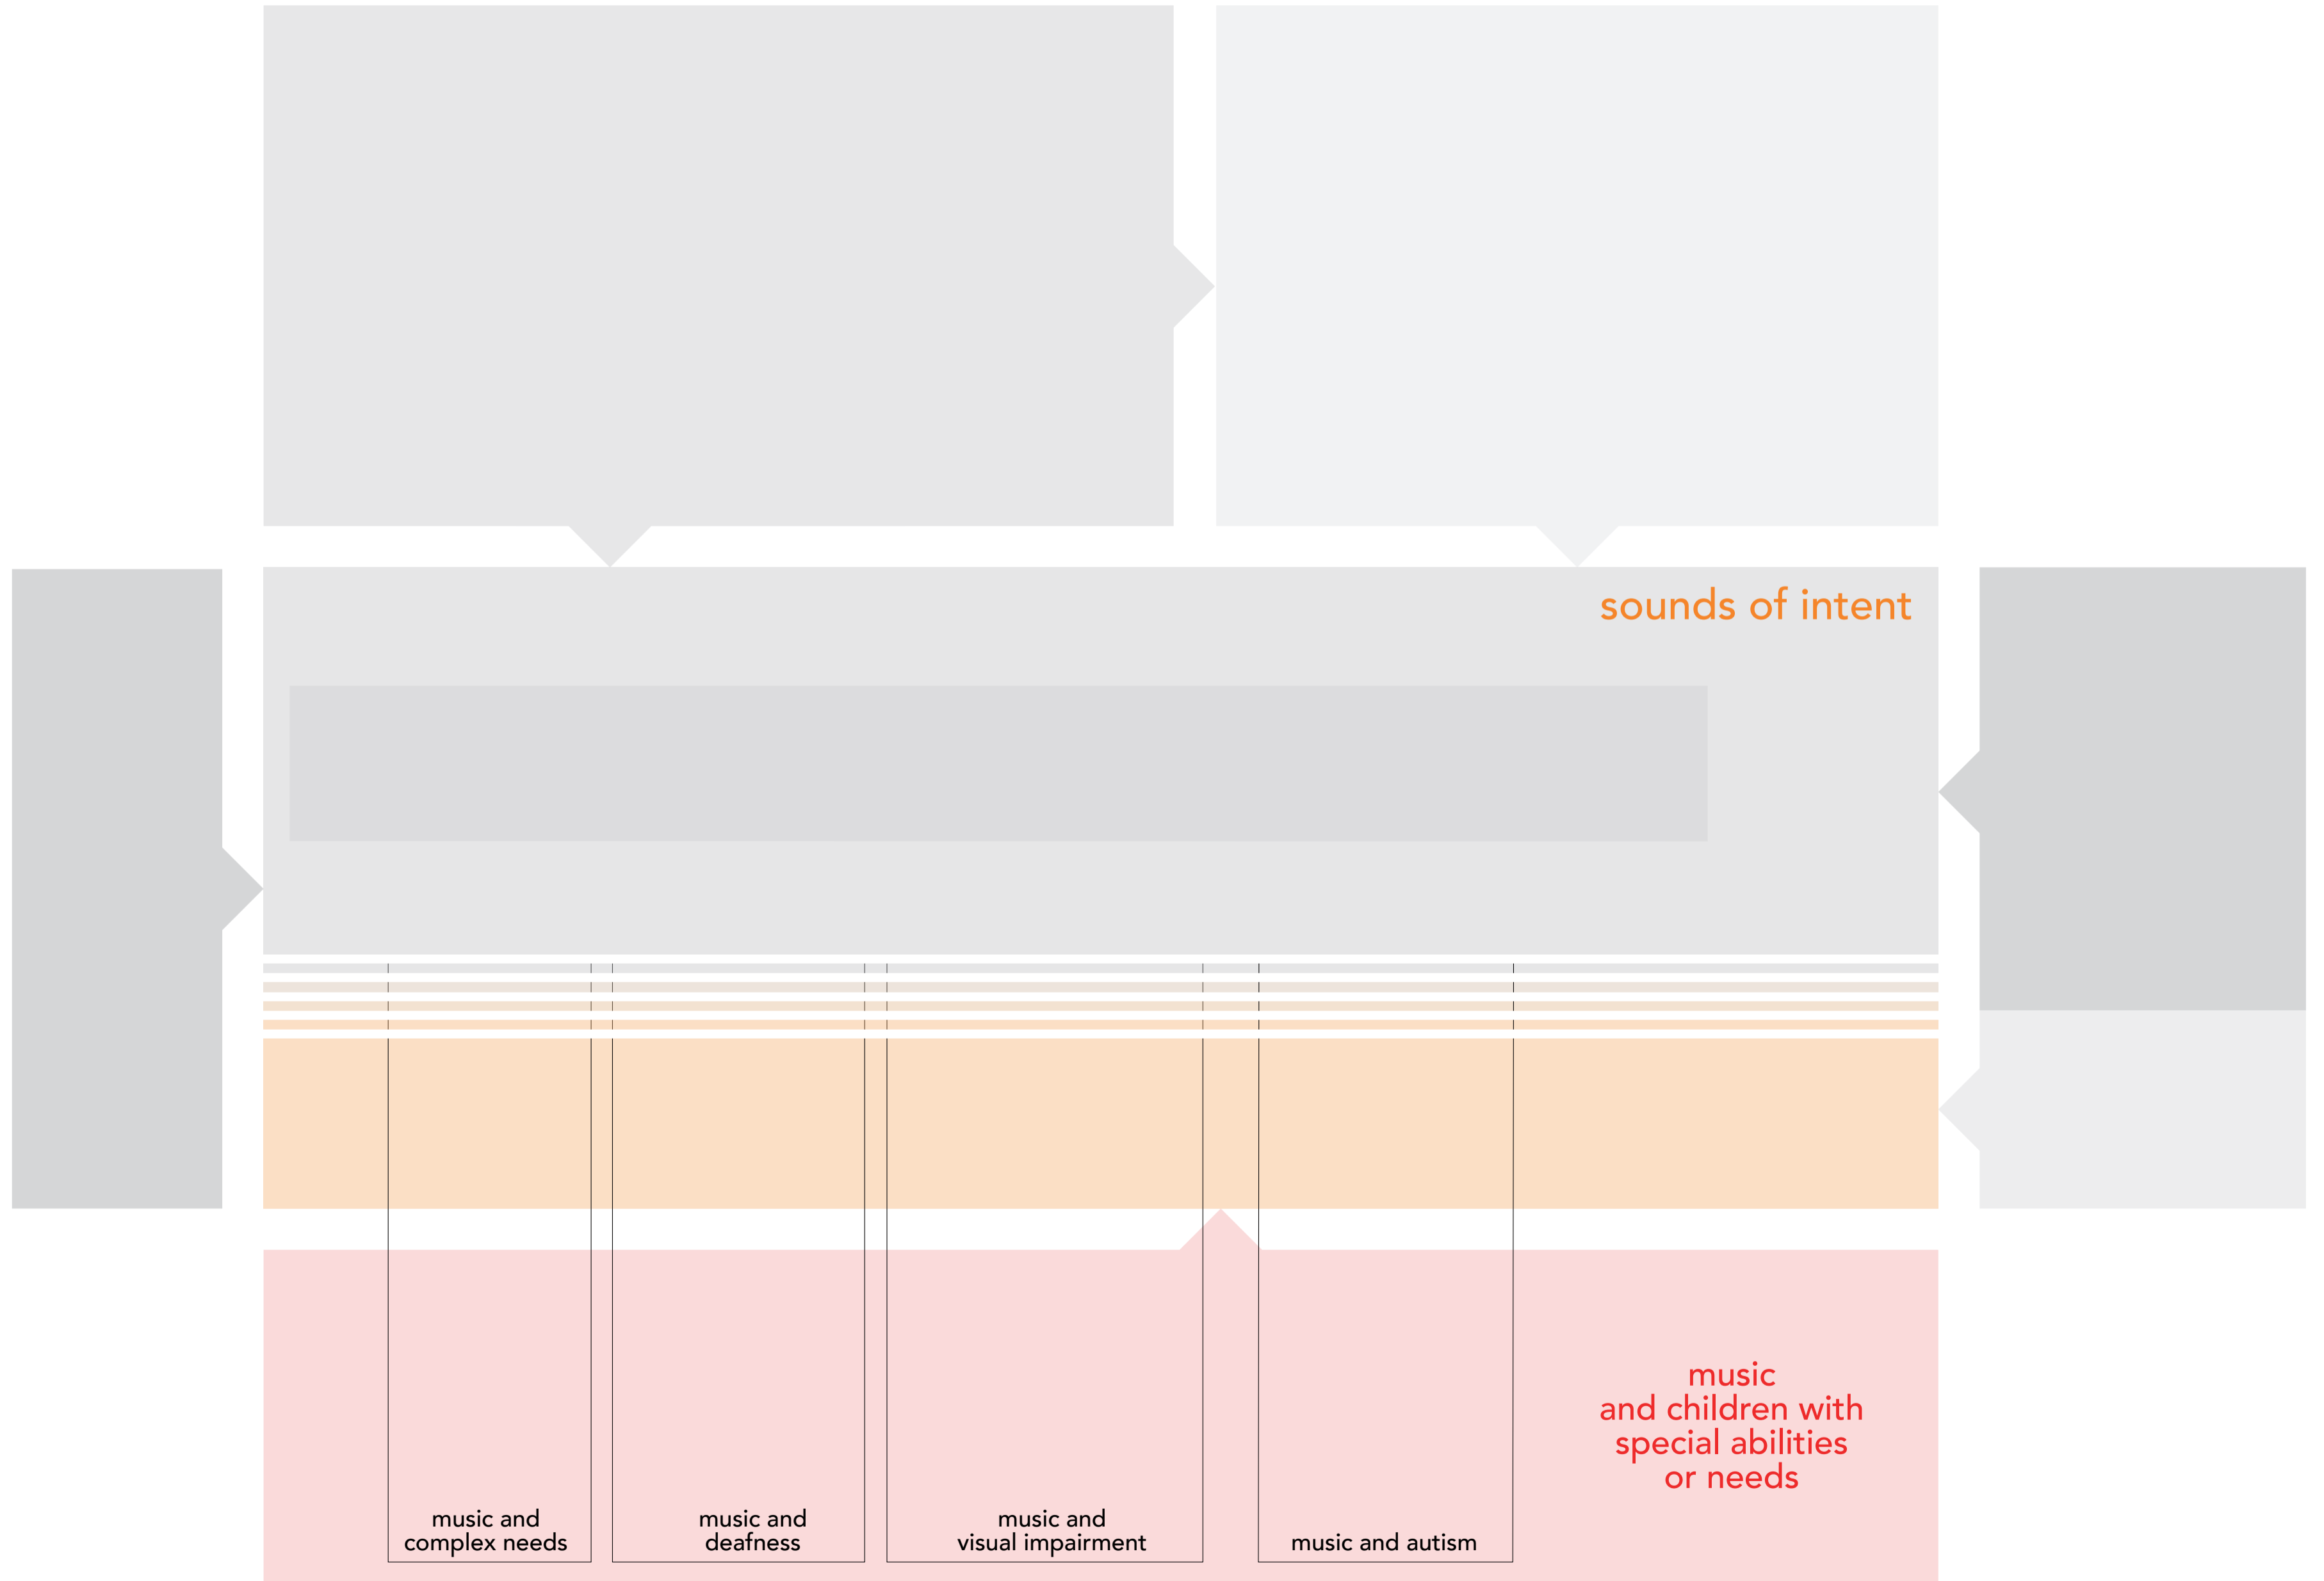 sounds of intent
music
and children with
special abilities
or needs
music and
complex needs
music and
deafness
music and
visual impairment
music and autism